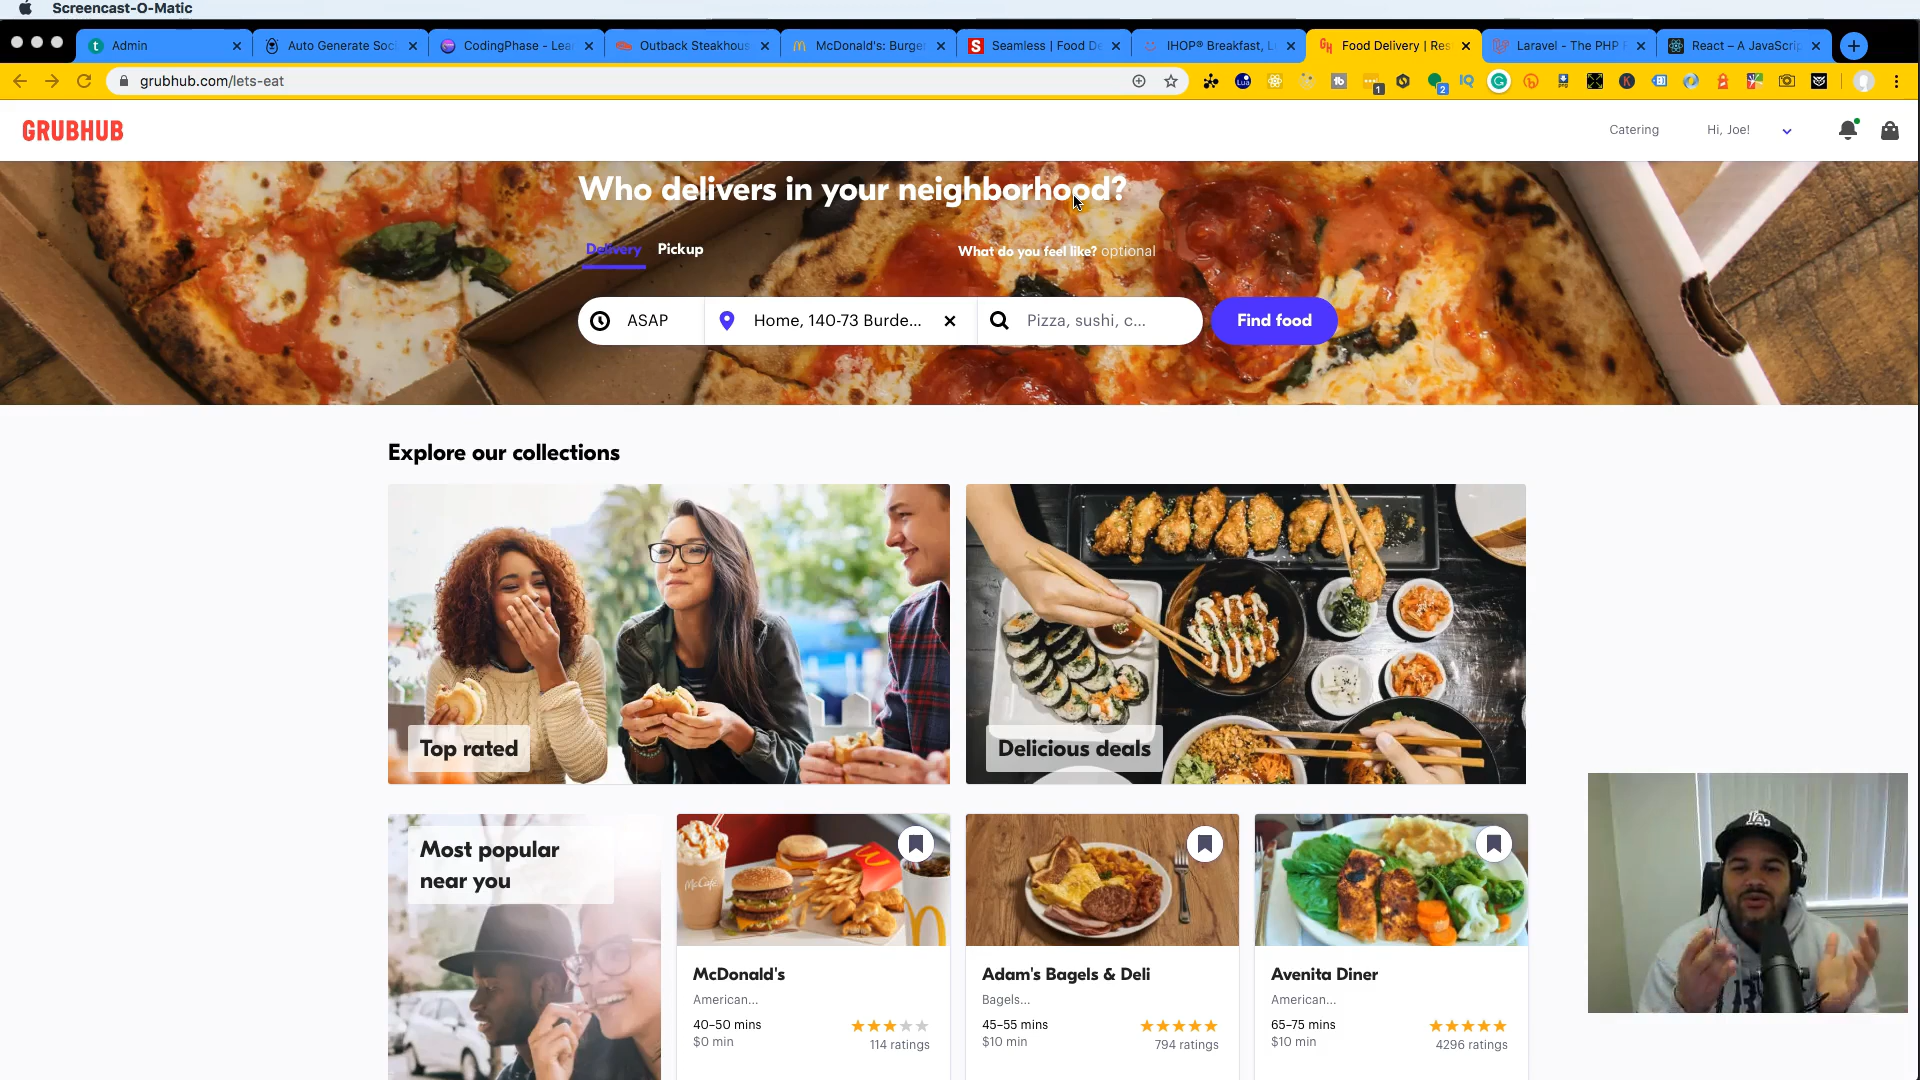 Screencast-O-Matic
Admin
Auto Generate Soc
CodingPhase - Lea
Outback Steakhous
McDonald's: Burge
Seamless | Food De
IHOP® Breakfast, L
Food Delivery | Res
Laravel - The PHP F
React – A JavaScrip
grubhub.com/lets-eat
GRUBHUB
Catering
Hi, Joe!
Who delivers in your neighborhood?
Delivery
Pickup
What do you feel like? optional
ASAP
Home, 140-73 Burde...
Pizza, sushi, c...
Find food
Explore our collections
Top rated
Delicious deals
Most popular
near you
McDonald's
American...
40–50 mins
$0 min
114 ratings
Adam's Bagels & Deli
Bagels...
45–55 mins
$10 min
794 ratings
Avenita Diner
American...
65–75 mins
$10 min
4296 ratings